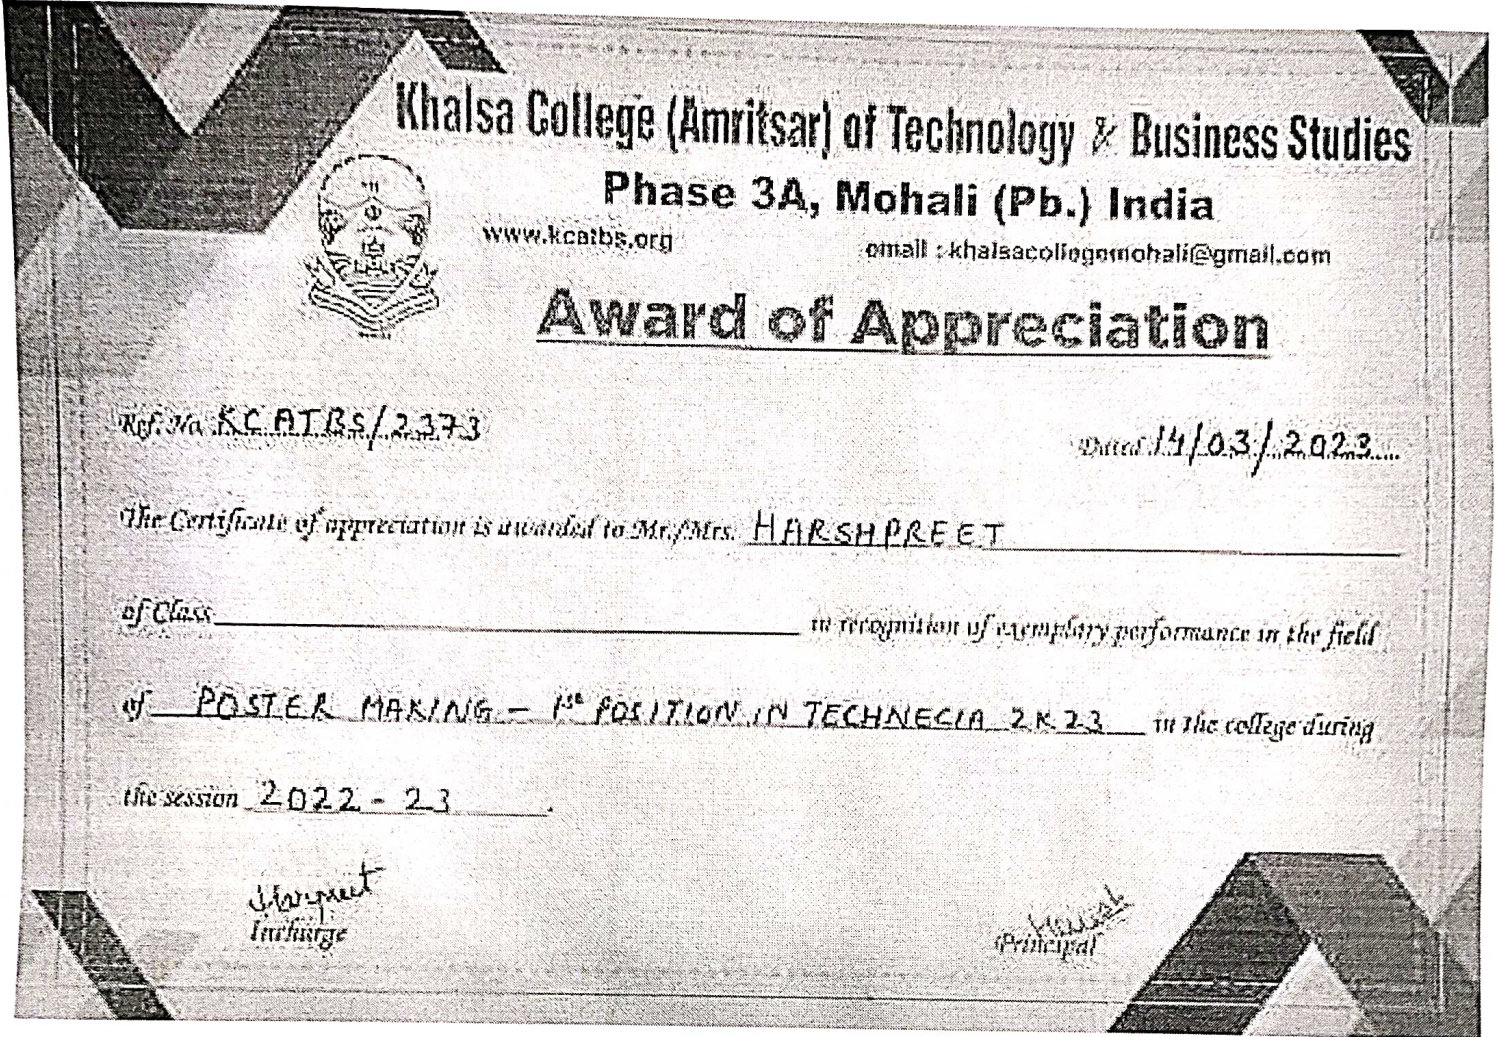 Khalsa College (Amritsar) of Technology & Business Studies
Phase 3A, Mohali (Pb.) India
www.kcatbs.org email : khalsacollegemohali@gmail.com
Award of Appreciation
Ref. No. KCATBS/2373 Dated 14/03/2023
The Certificate of appreciation is awarded to Mr./Mrs. HARSHPREET
of Class in recognition of exemplary performance in the field
of POSTER MAKING - 1st POSITION IN TECHNECIA 2K23 in the college during
the session 2022-23.
Incharge Principal